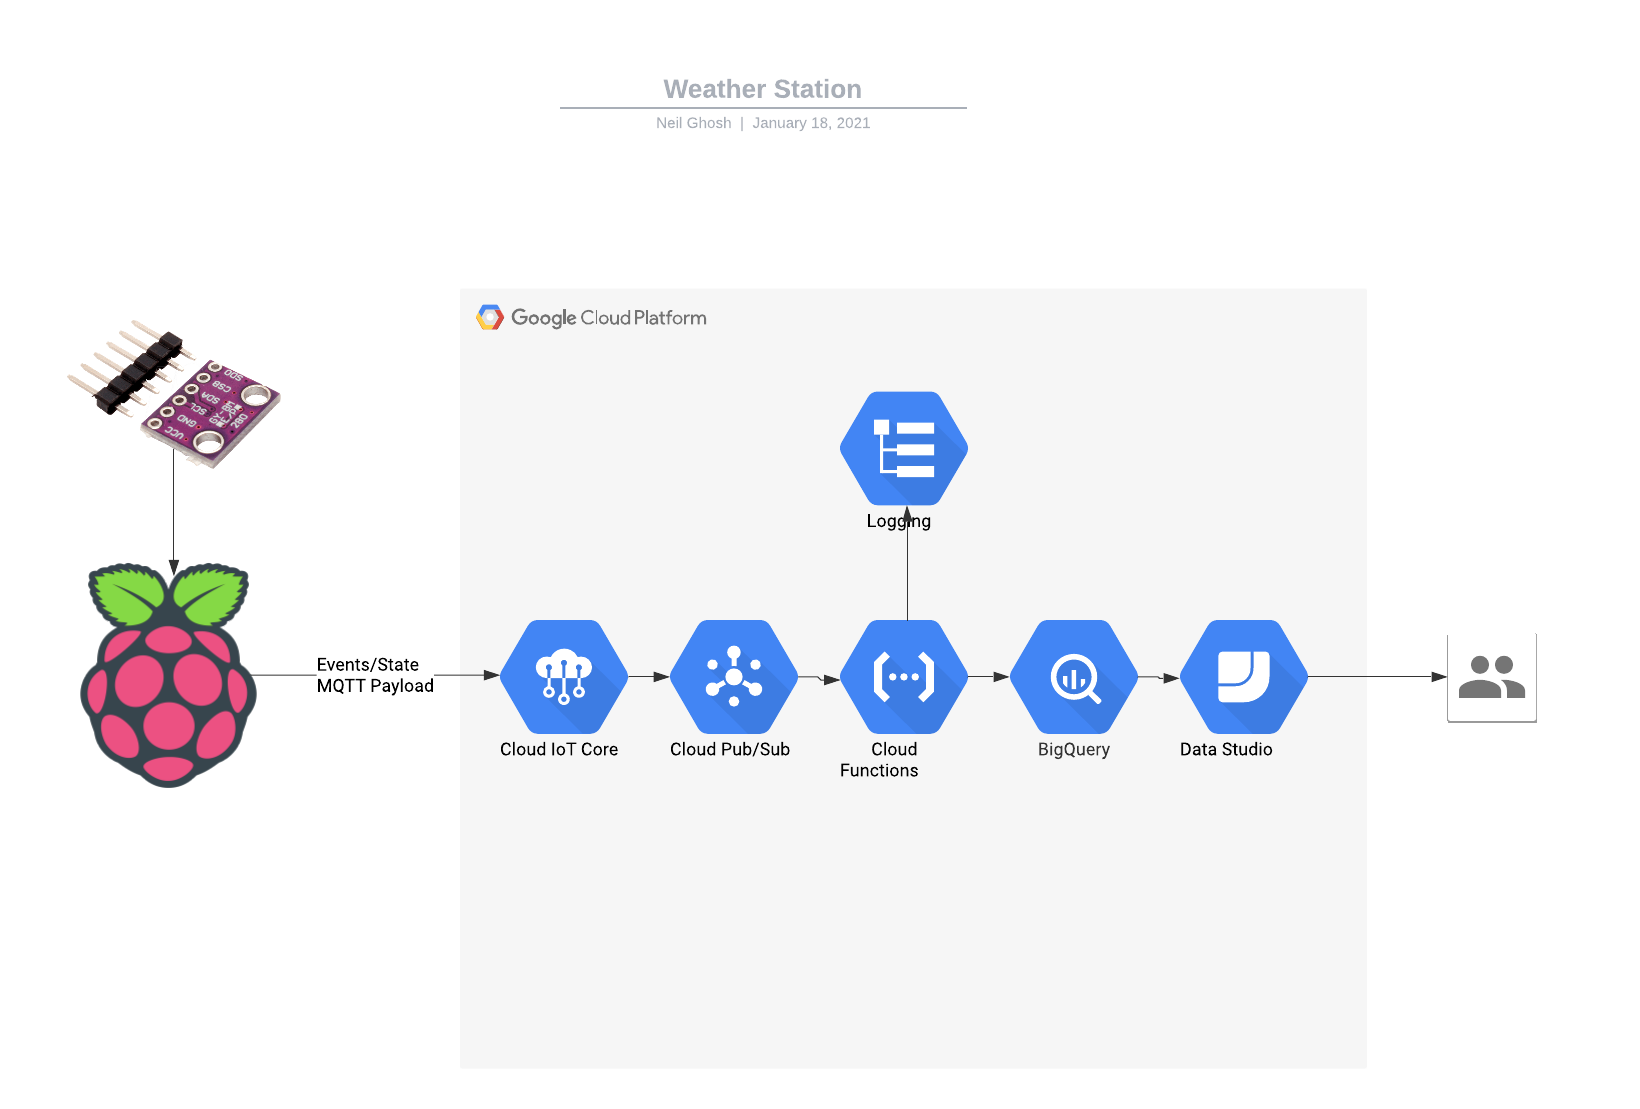 Weather Station
Neil Ghosh | January 18, 2021
Google Cloud Platform
SDO
CSB
SDA
SCL
GND
VCC
Logging
Events/State
MQTT Payload
Cloud IoT Core
Cloud Pub/Sub
Cloud
Functions
BigQuery
Data Studio